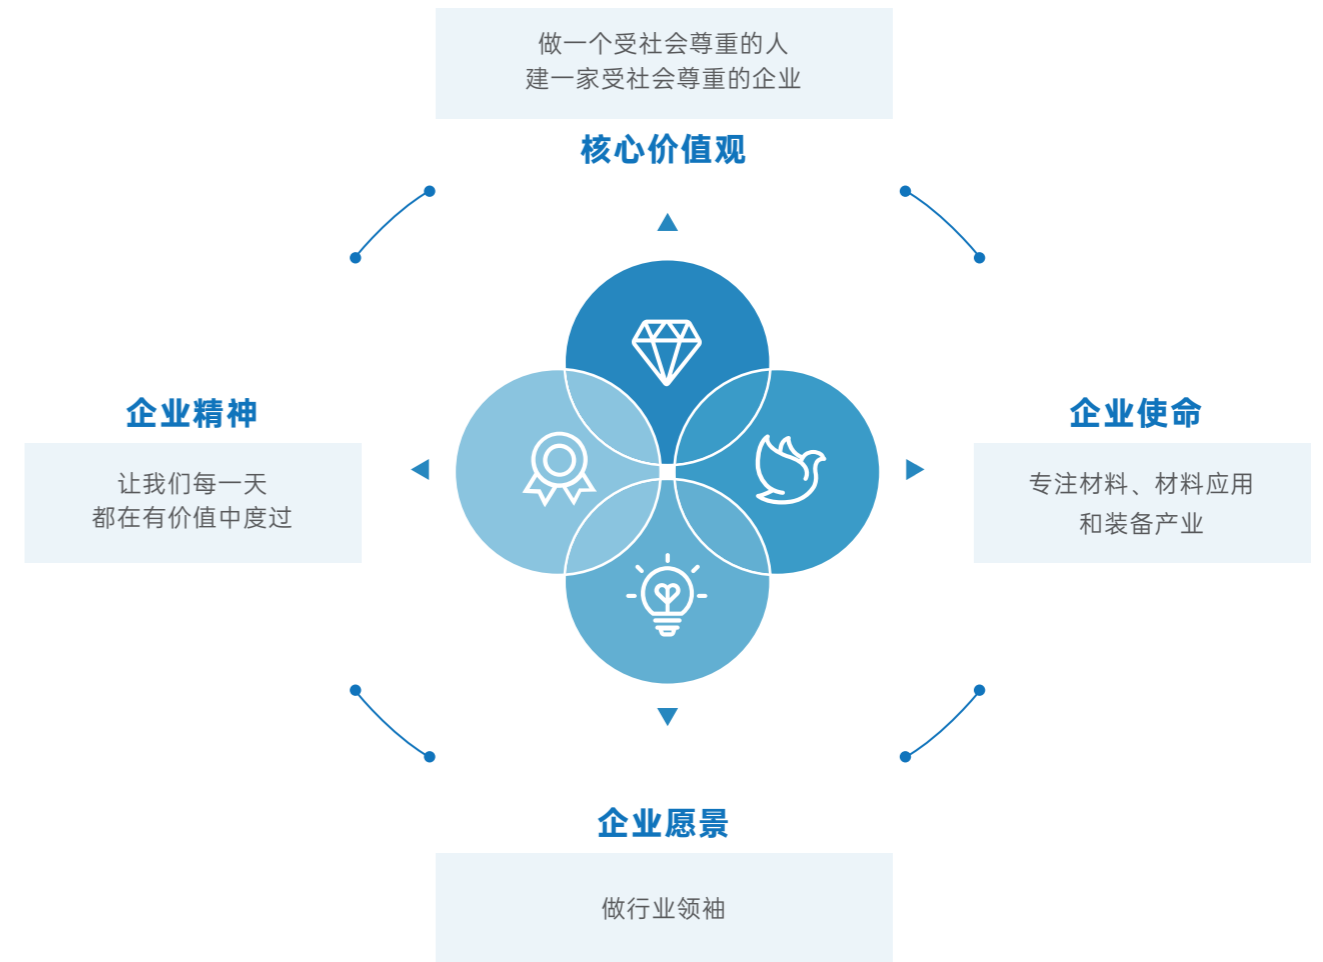 做一个受社会尊重的人
建一家受社会尊重的企业
核心价值观
企业精神
让我们每一天
都在有价值中度过
企业使命
专注材料、材料应用
和装备产业
企业愿景
做行业领袖